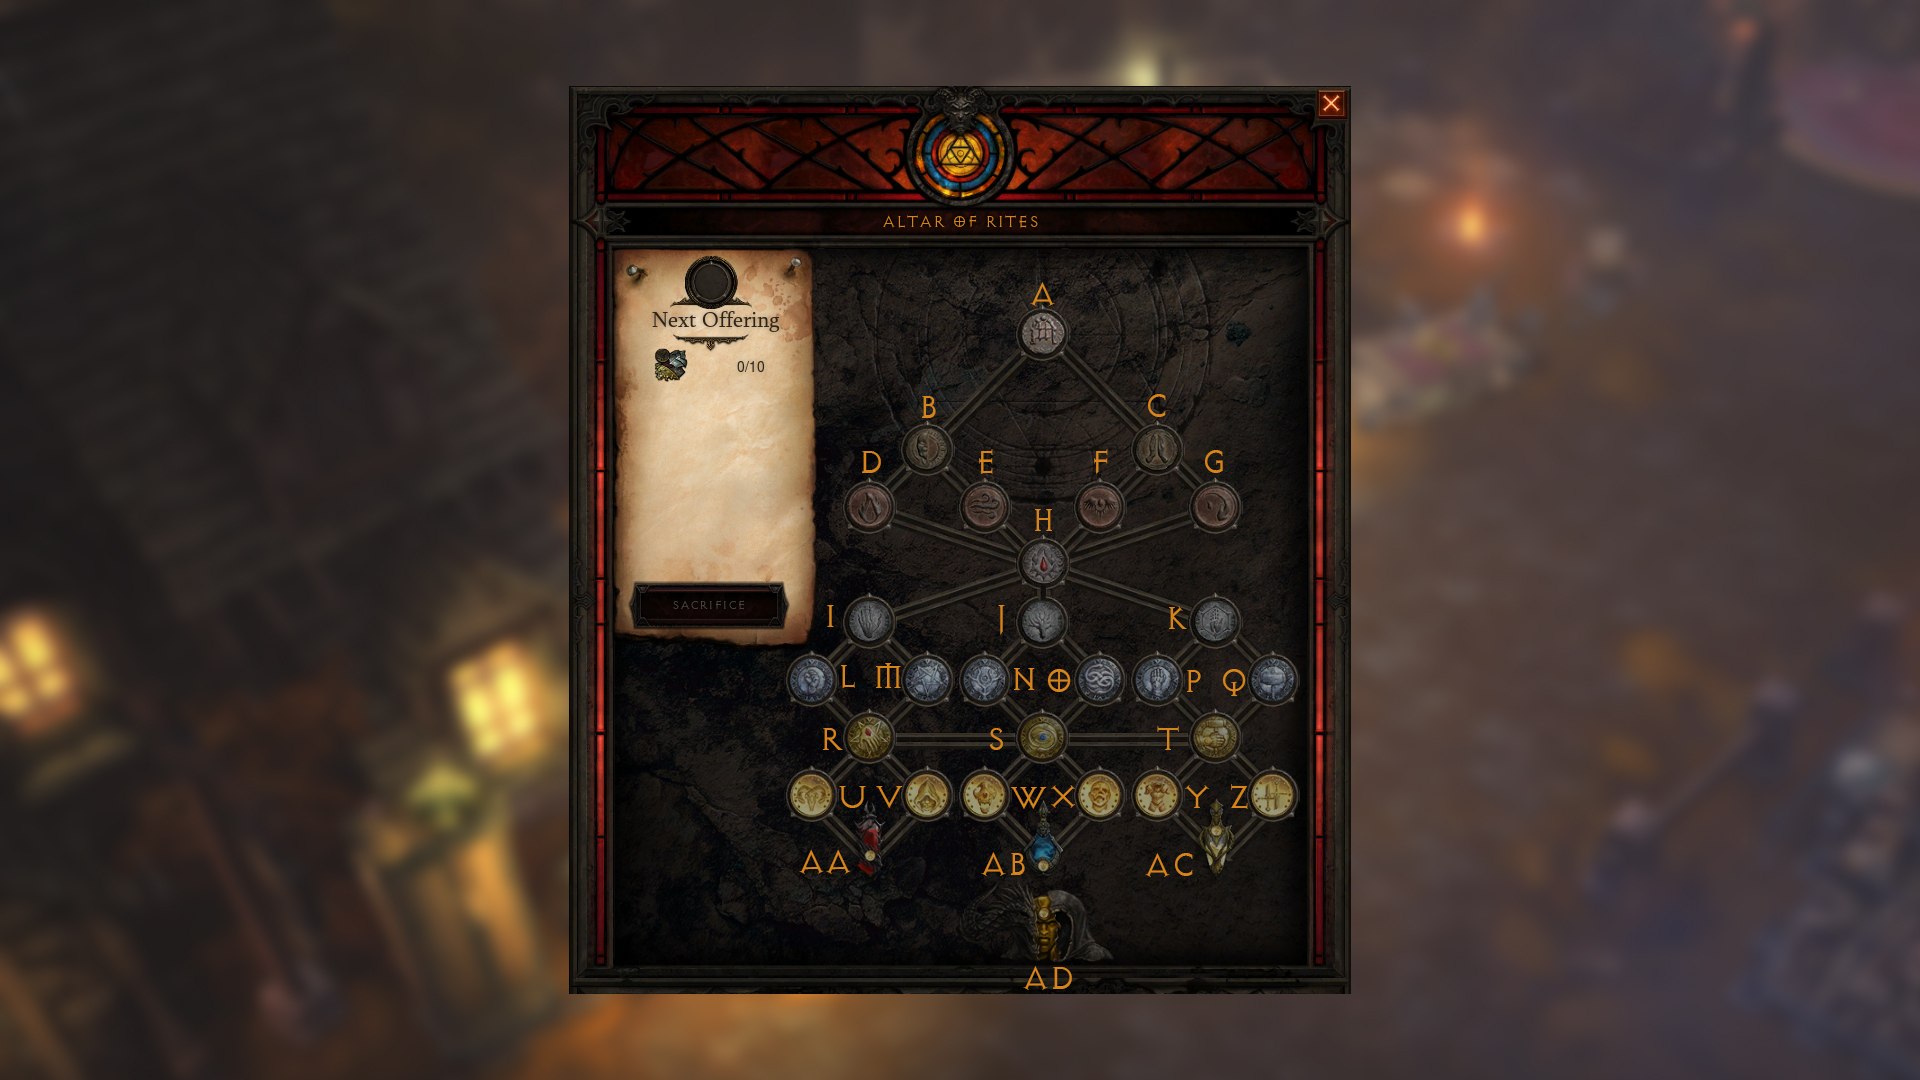 ALTAR OF RITES
Next Offering
0/10
SACRIFICE
A
B C
D E F G
H
I J K
L M N O P Q
R S T
U V W X Y Z
AA AB AC
AD